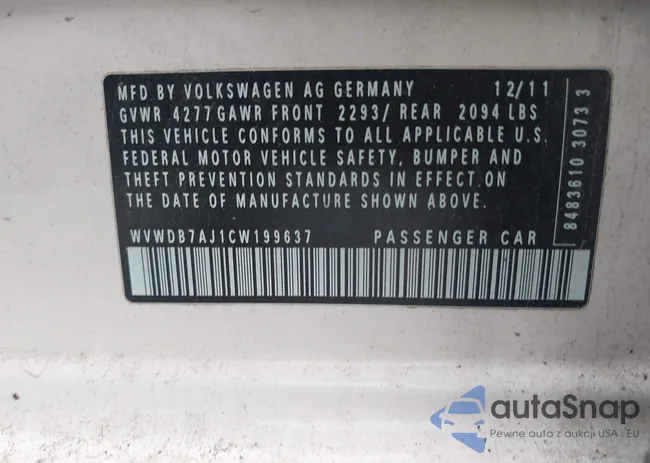 MFD BY VOLKSWAGEN AG GERMANY 12/11
GVWR 4277 GAWR FRONT 2293/ REAR 2094 LBS
THIS VEHICLE CONFORMS TO ALL APPLICABLE U.S.
FEDERAL MOTOR VEHICLE SAFETY, BUMPER AND
THEFT PREVENTION STANDARDS IN EFFECT ON
THE DATE OF MANUFACTURE SHOWN ABOVE.
WVWDB7AJ1CW199637 PASSENGER CAR
8483610 3073 3
autaSnap
Pewne auta z aukcji USA i EU